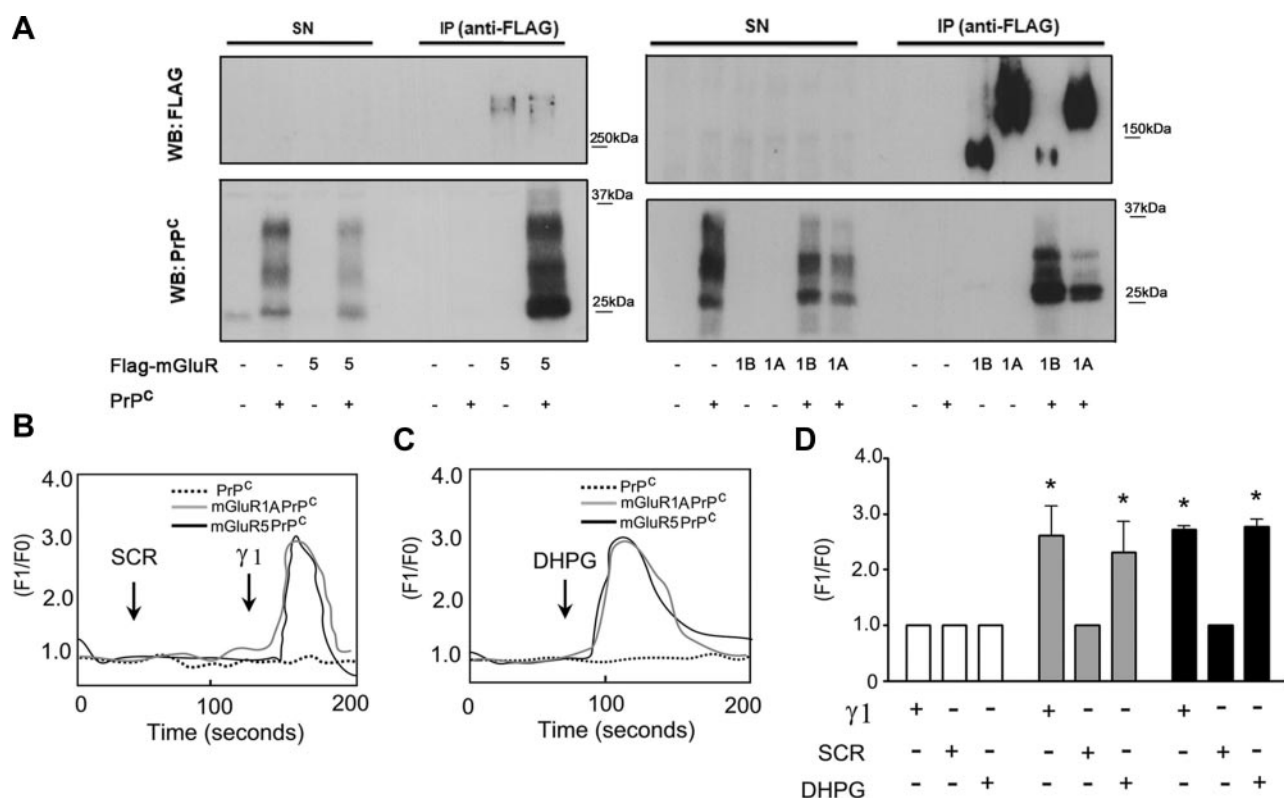 A
SN IP (anti-FLAG) SN IP (anti-FLAG)
WB: FLAG
250kDa
150kDa
WB: PrPᶜ
37kDa
25kDa
37kDa
25kDa
Flag-mGluR - - 5 5 - - 5 5 - - 1B 1A 1B 1A - - 1B 1A 1B 1A
PrPᶜ - + - + - + - + - + - - + + - + - - + +
B
4.0
3.0
2.0
1.0
(F1/F0)
PrPᶜ
mGluR1APrPᶜ
mGluR5PrPᶜ
SCR
γ1
0 100 200
Time (seconds)
C
4.0
3.0
2.0
1.0
(F1/F0)
PrPᶜ
mGluR1APrPᶜ
mGluR5PrPᶜ
DHPG
0 100 200
Time (seconds)
D
4.0
3.0
2.0
1.0
0
(F1/F0)
* * * *
γ1 + - - + - - + - -
SCR - + - - + - - + -
DHPG - - + - - + - - +